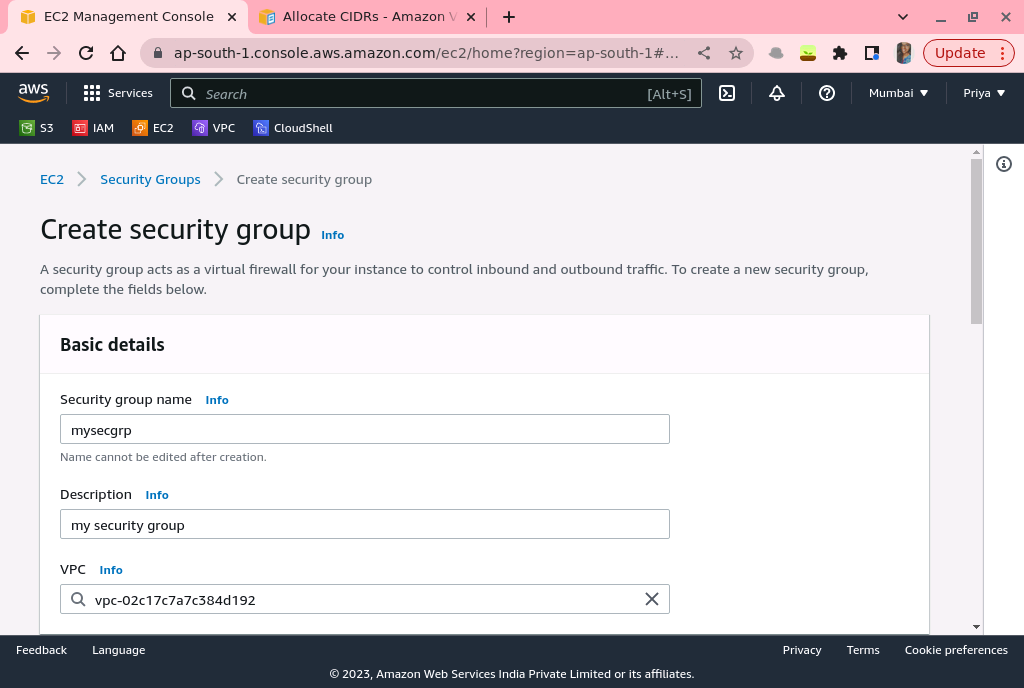 EC2 Management Console
Allocate CIDRs - Amazon V
ap-south-1.console.aws.amazon.com/ec2/home?region=ap-south-1#...
Update
aws
Services
Search
[Alt+S]
Mumbai
Priya
S3
IAM
EC2
VPC
CloudShell
EC2
Security Groups
Create security group
Create security group Info
A security group acts as a virtual firewall for your instance to control inbound and outbound traffic. To create a new security group,
complete the fields below.
Basic details
Security group name Info
mysecgrp
Name cannot be edited after creation.
Description Info
my security group
VPC Info
vpc-02c17c7a7c384d192
Feedback
Language
Privacy
Terms
Cookie preferences
© 2023, Amazon Web Services India Private Limited or its affiliates.